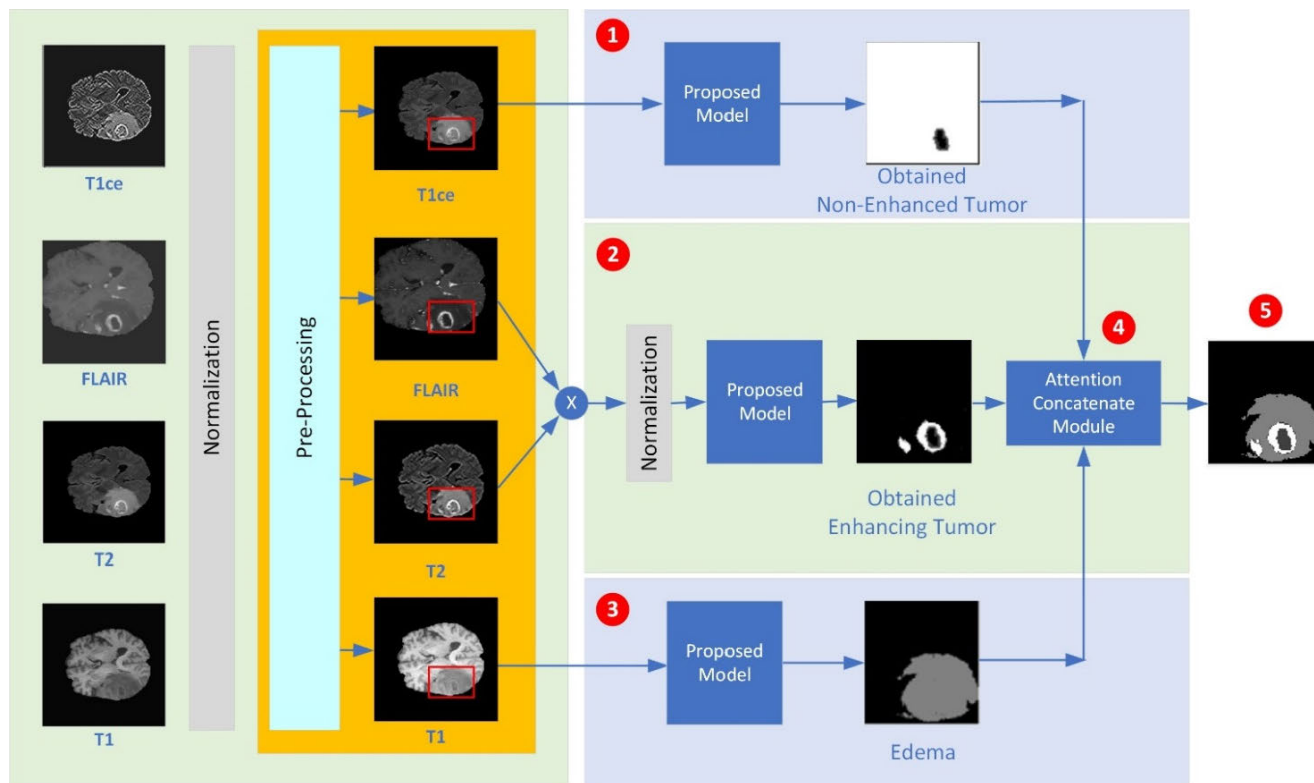 T1ce
FLAIR
T2
T1
Normalization
Pre-Processing
T1ce
FLAIR
T2
T1
1
Proposed
Model
Obtained
Non-Enhanced Tumor
2
X
Normalization
Proposed
Model
Obtained
Enhancing Tumor
3
Proposed
Model
Edema
4
Attention
Concatenate
Module
5